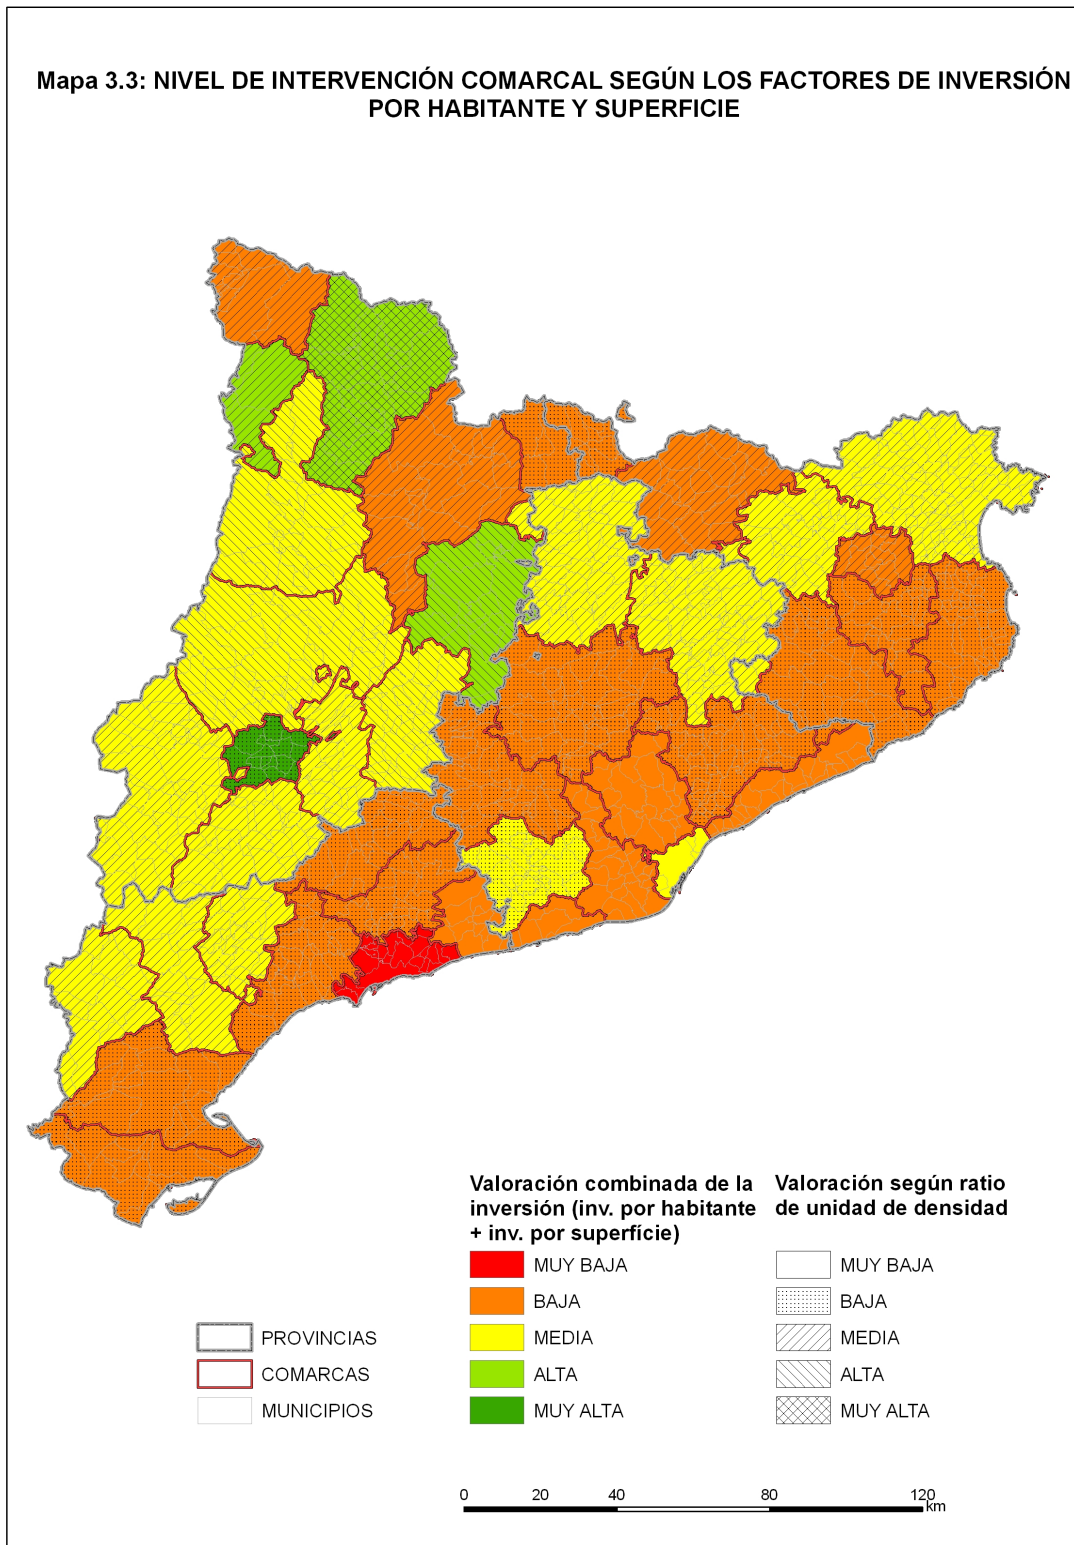 Mapa 3.3: NIVEL DE INTERVENCIÓN COMARCAL SEGÚN LOS FACTORES DE INVERSIÓN
POR HABITANTE Y SUPERFICIE
Valoración combinada de la
inversión (inv. por habitante
+ inv. por superfície)
MUY BAJA
BAJA
MEDIA
ALTA
MUY ALTA
Valoración según ratio
de unidad de densidad
MUY BAJA
BAJA
MEDIA
ALTA
MUY ALTA
PROVINCIAS
COMARCAS
MUNICIPIOS
0 20 40 80 120
km